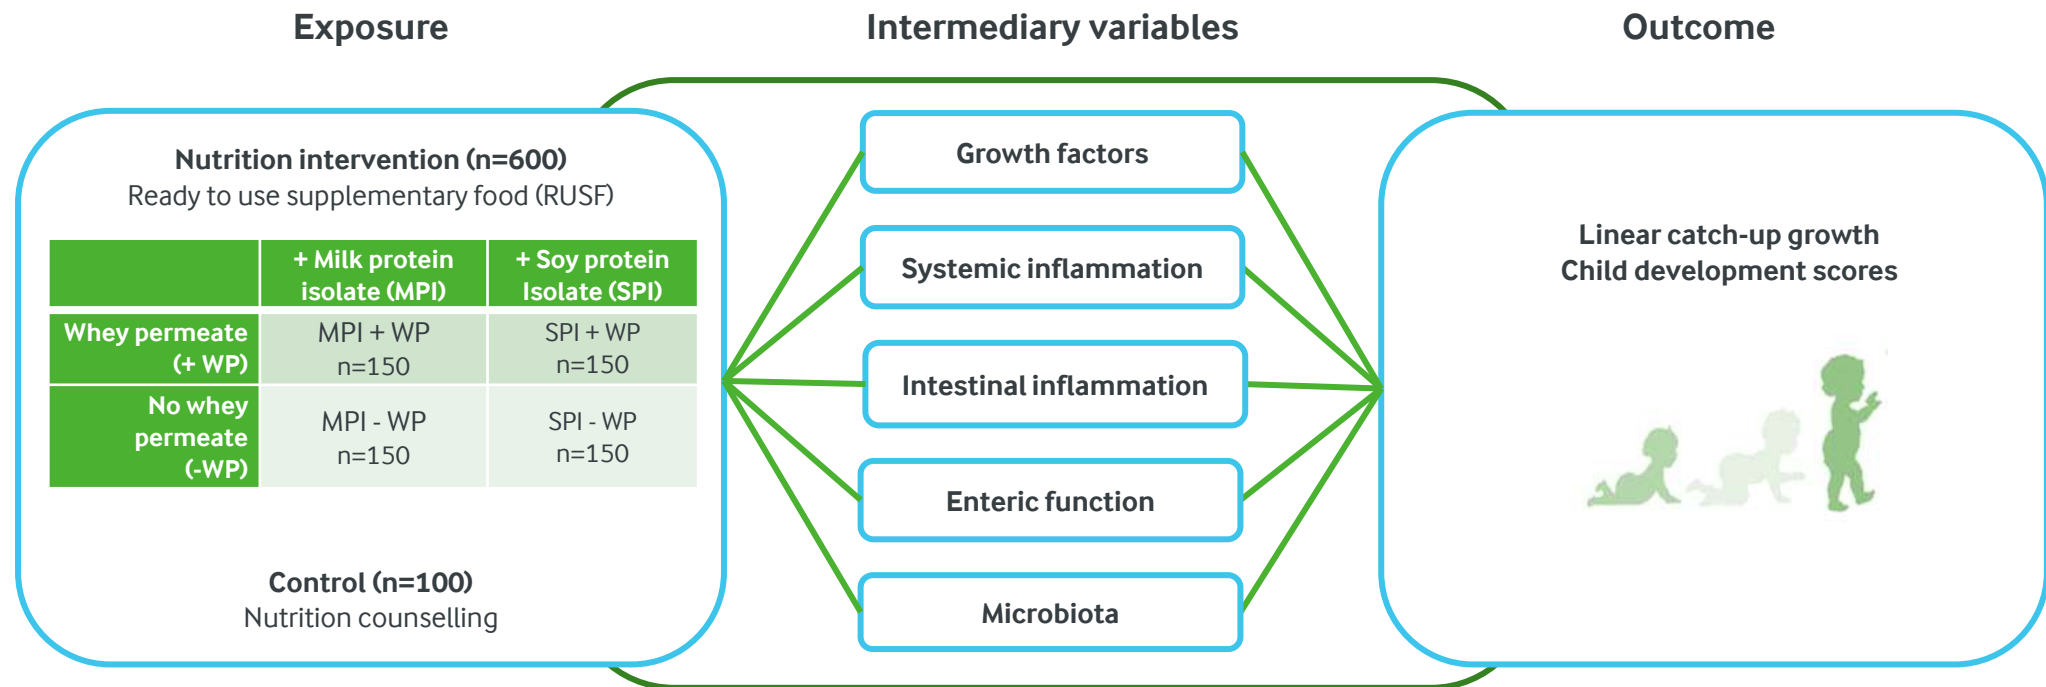 Exposure
Intermediary variables
Outcome
Nutrition intervention (n=600)
Ready to use supplementary food (RUSF)
+ Milk protein
isolate (MPI)
+ Soy protein
Isolate (SPI)
Whey permeate
(+ WP)
MPI + WP
n=150
SPI + WP
n=150
No whey
permeate
(-WP)
MPI - WP
n=150
SPI - WP
n=150
Control (n=100)
Nutrition counselling
Growth factors
Systemic inflammation
Intestinal inflammation
Enteric function
Microbiota
Linear catch-up growth
Child development scores